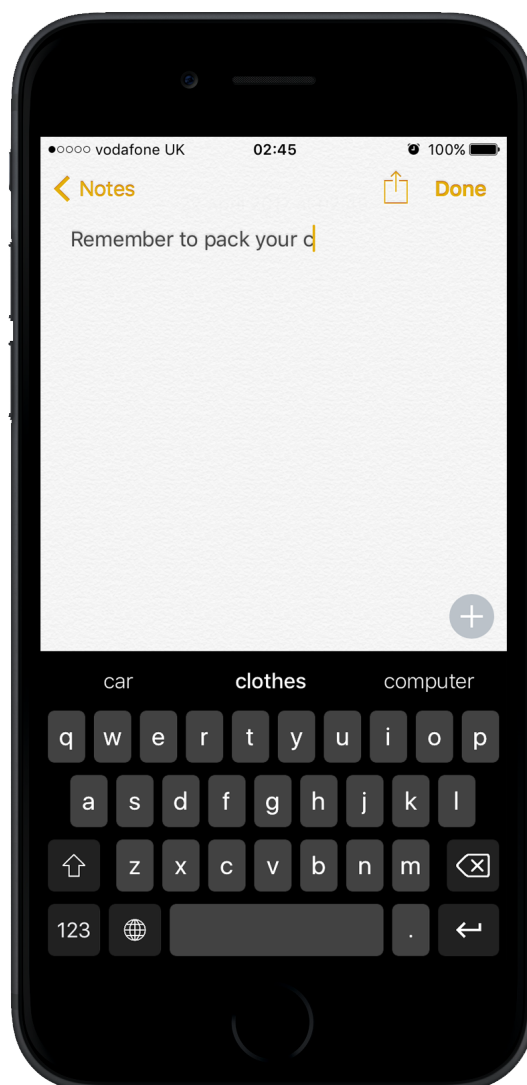 vodafone UK 02:45 100%
Notes Done
Remember to pack your c
car clothes computer
q w e r t y u i o p
a s d f g h j k l
z x c v b n m
123 .